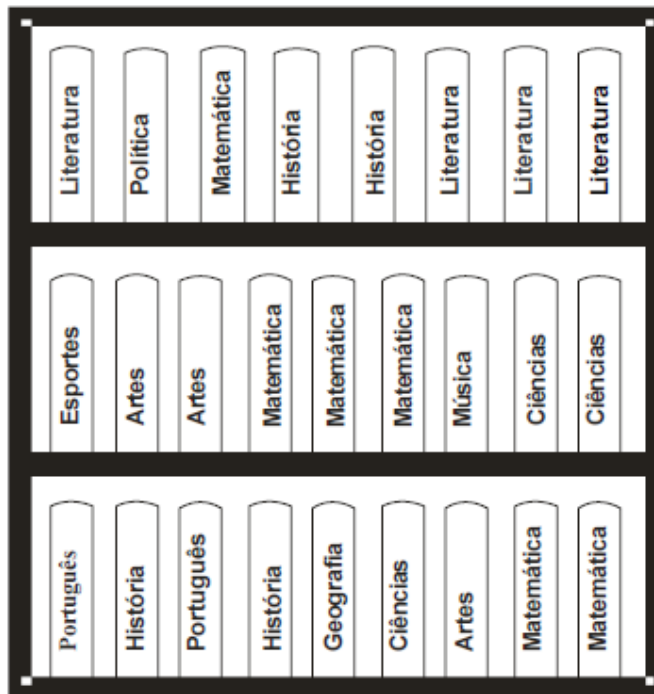 Literatura
Política
Matemática
História
História
Literatura
Literatura
Literatura
Esportes
Artes
Artes
Matemática
Matemática
Matemática
Música
Ciências
Ciências
Português
História
Português
História
Geografia
Ciências
Artes
Matemática
Matemática